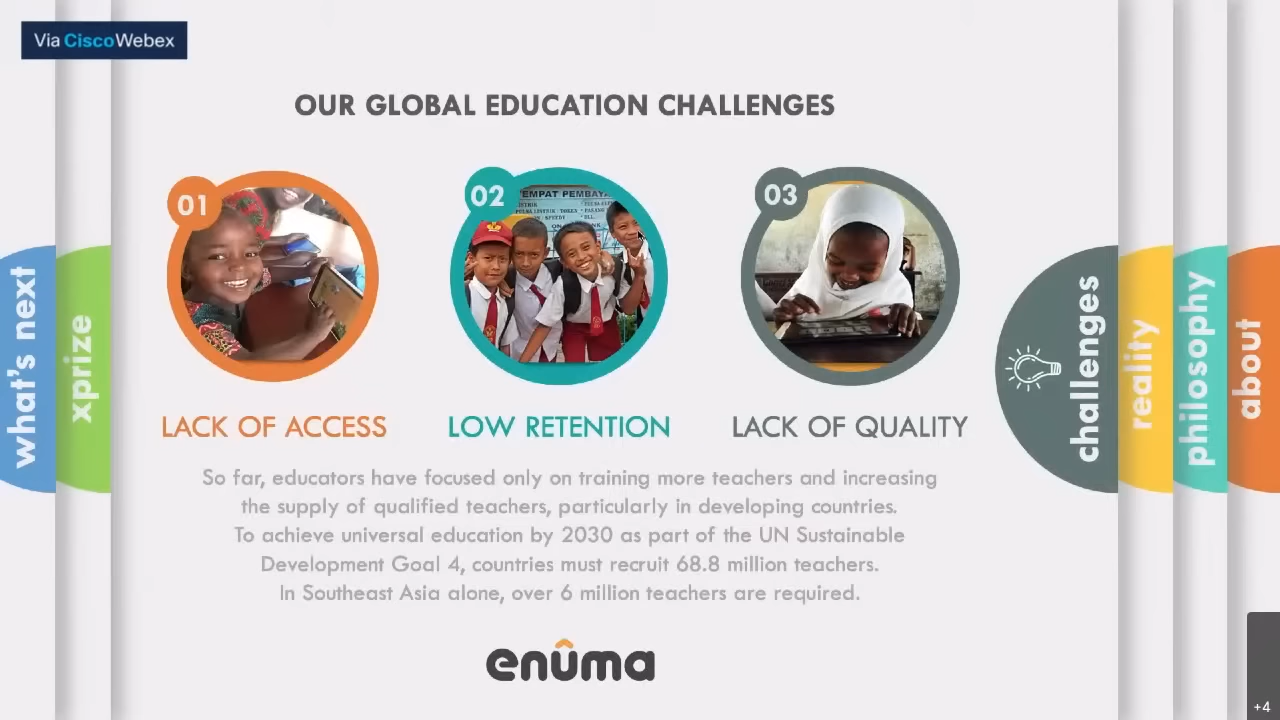 Via CiscoWebex
OUR GLOBAL EDUCATION CHALLENGES
01
02
03
EMPAT PEMBAYA
LACK OF ACCESS
LOW RETENTION
LACK OF QUALITY
So far, educators have focused only on training more teachers and increasing
the supply of qualified teachers, particularly in developing countries.
To achieve universal education by 2030 as part of the UN Sustainable
Development Goal 4, countries must recruit 68.8 million teachers.
In Southeast Asia alone, over 6 million teachers are required.
enûma
what's next
xprize
challenges
reality
philosophy
about
+4